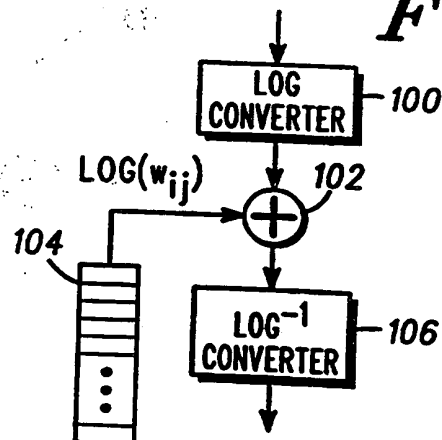 F
LOG
CONVERTER
100
LOG(wij)
102
104
LOG-1
CONVERTER
106